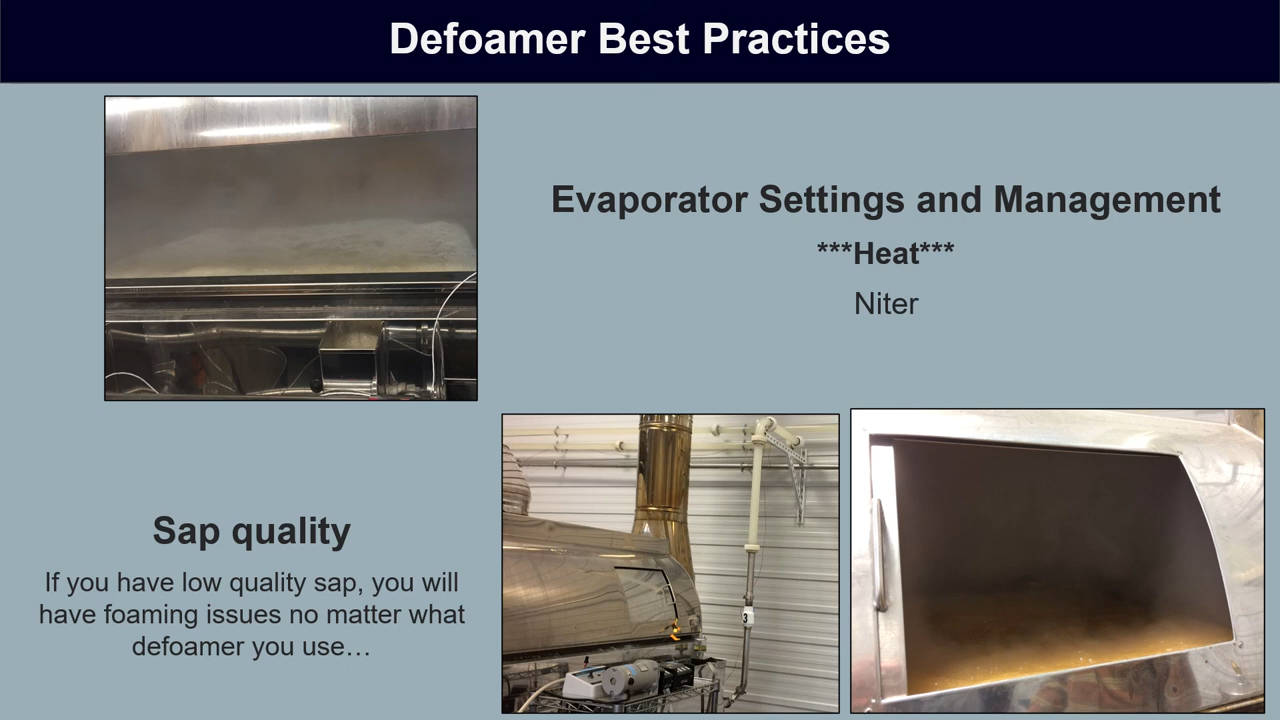 Defoamer Best Practices
Evaporator Settings and Management
***Heat***
Niter
3
Sap quality
If you have low quality sap, you will
have foaming issues no matter what
defoamer you use…